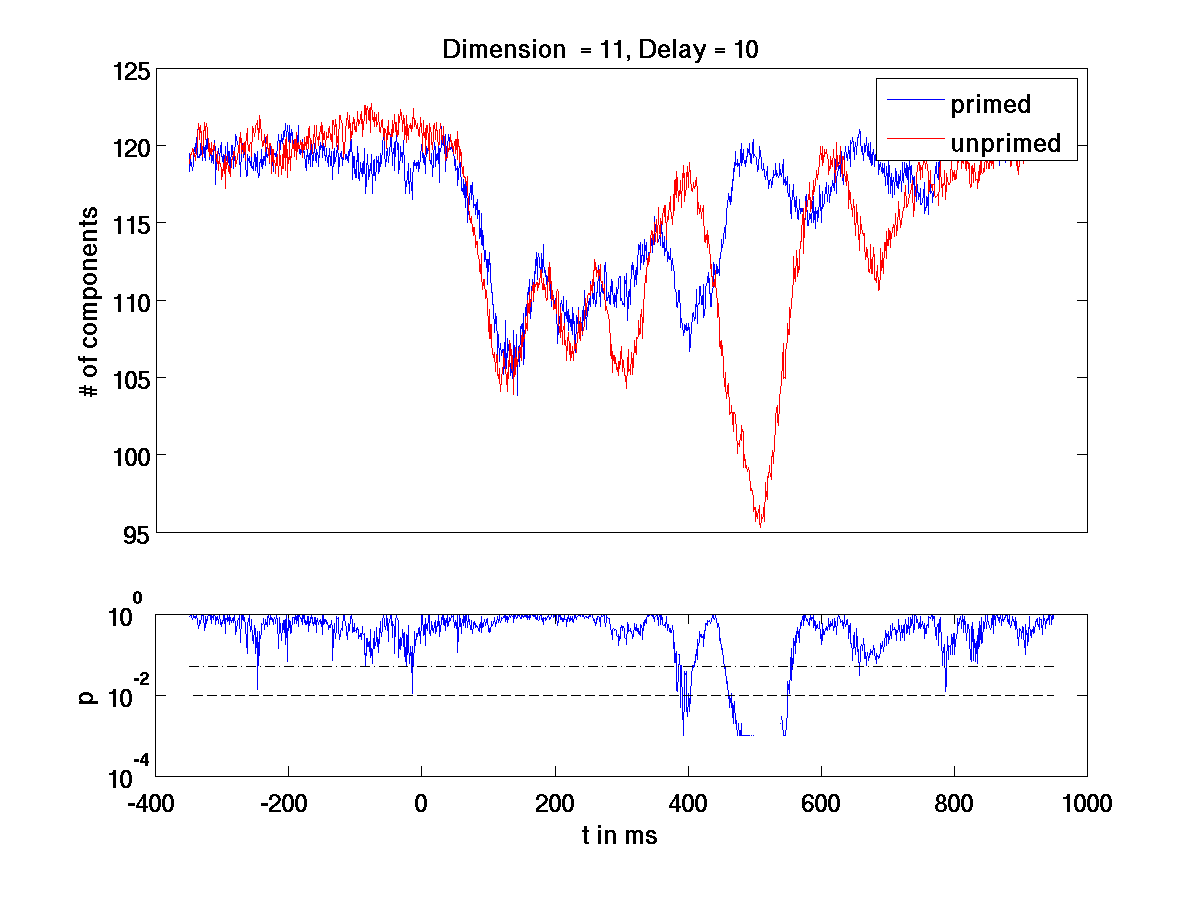 Dimension = 11, Delay = 10
125
120
115
110
105
100
95
# of components
primed
unprimed
10^0
10^-2
10^-4
p
-400 -200 0 200 400 600 800 1000
t in ms